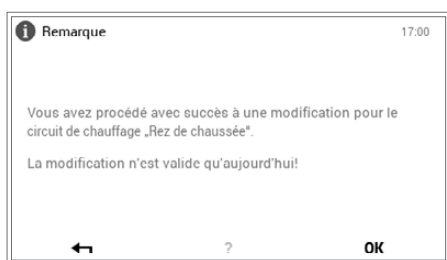 Remarque 17:00
Vous avez procédé avec succès à une modification pour le
circuit de chauffage „Rez de chaussée“.
La modification n'est valide qu'aujourd'hui!
? OK